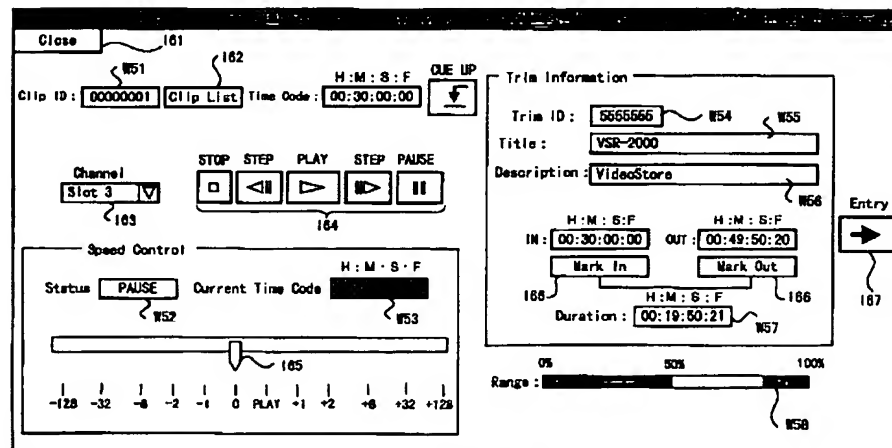 Close
161
W51
162
Clip ID : 00000001 Clip List Time Code : H : M : S : F 00:30:00:00 CUE UP
Channel
Slot 3
163
STOP STEP PLAY STEP PAUSE
164
Speed Control
Status PAUSE Current Time Code H : M · S · F
W52 W53
165
-128 -32 -8 -2 -1 0 PLAY +1 +2 +8 +32 +128
Trim Information
Trim ID : 5555555 W54 W55
Title : VSR-2000
Description : VideoStore
W56
H : M : S:F H : M : S:F
IN : 00:30:00:00 OUT : 00:49:50:20
Mark In Mark Out
166 166
H : M : S : F
Duration : 00:19:50:21
W57
Entry
167
0% 50% 100%
Range :
W58